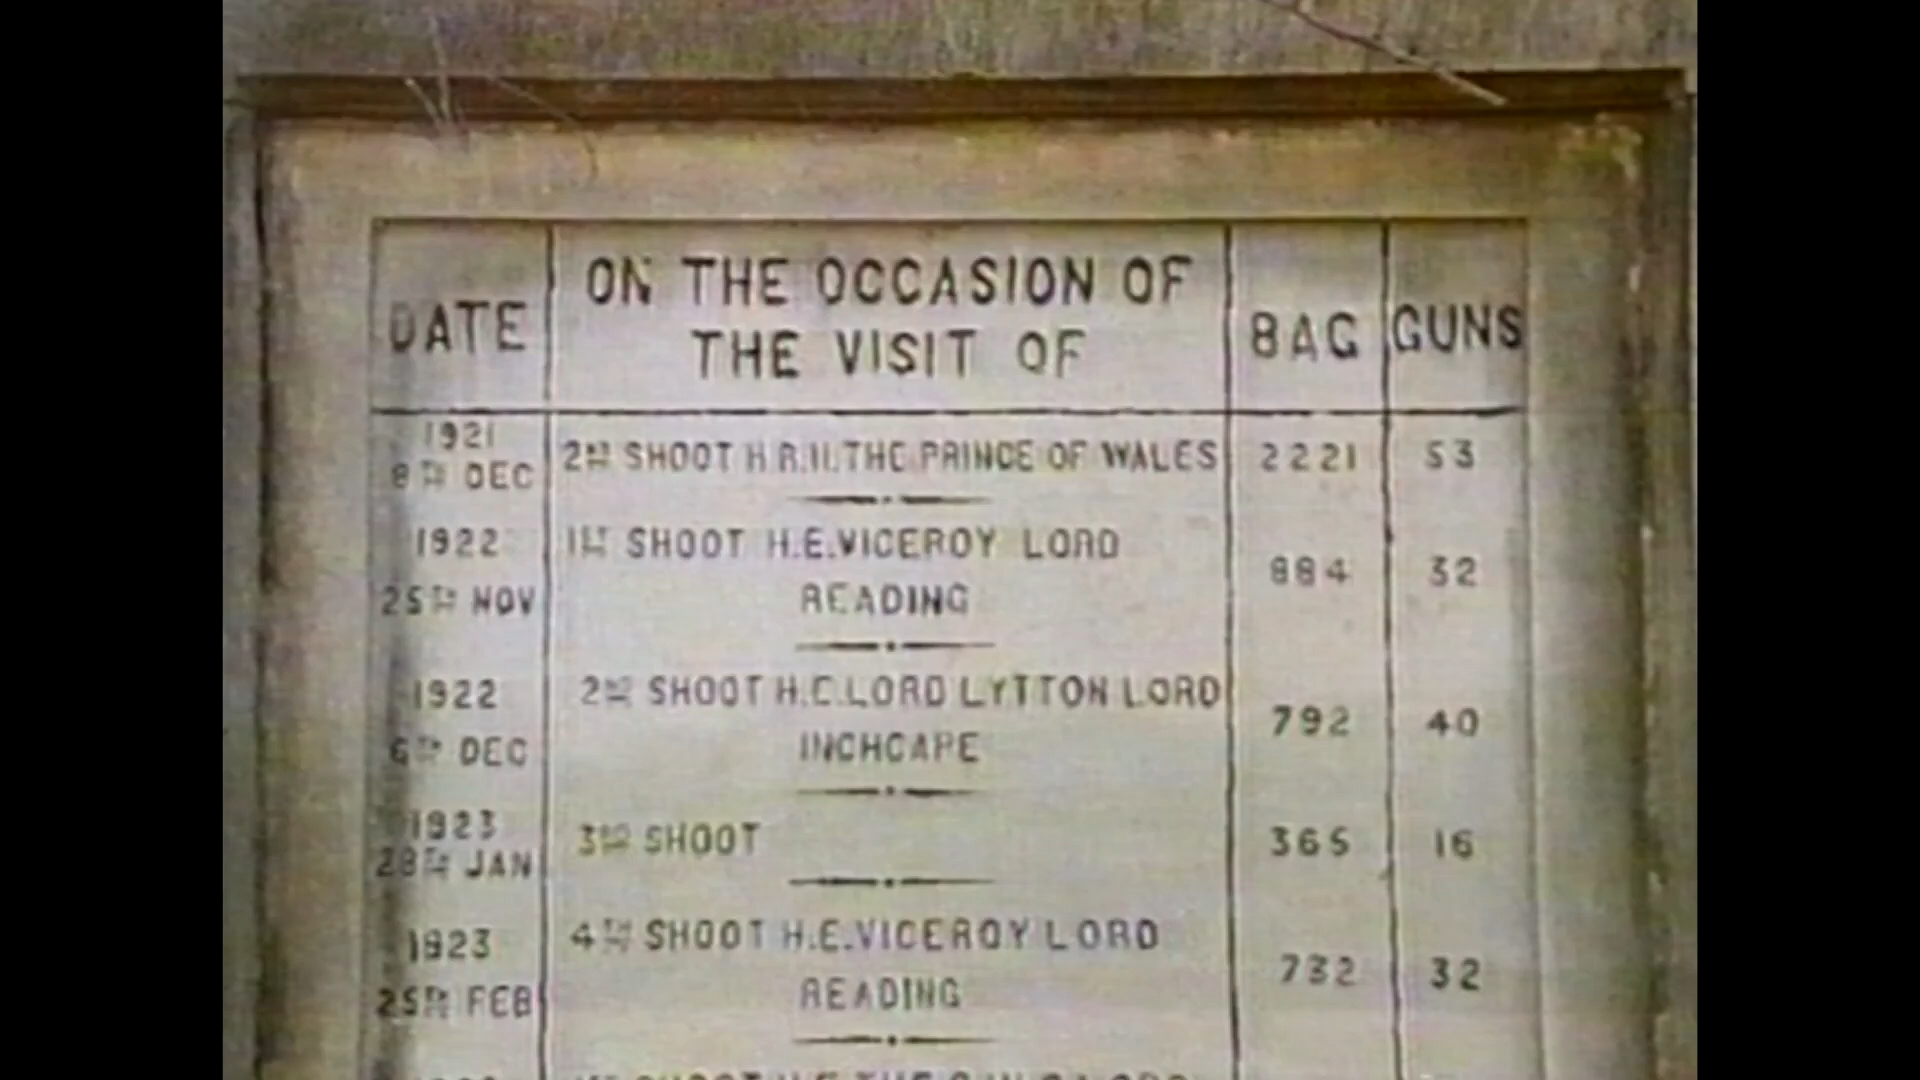 DATE
ON THE OCCASION OF
THE VISIT OF
BAG
GUNS
1921
8TH DEC
2ND SHOOT H.R.H. THE PRINCE OF WALES
2221
53
1922
25TH NOV
1ST SHOOT H.E. VICEROY LORD
READING
884
32
1922
6TH DEC
2ND SHOOT H.E. LORD LYTTON LORD
INCHCAPE
792
40
1923
28TH JAN
3RD SHOOT
365
16
1923
25TH FEB
4TH SHOOT H.E. VICEROY LORD
READING
732
32